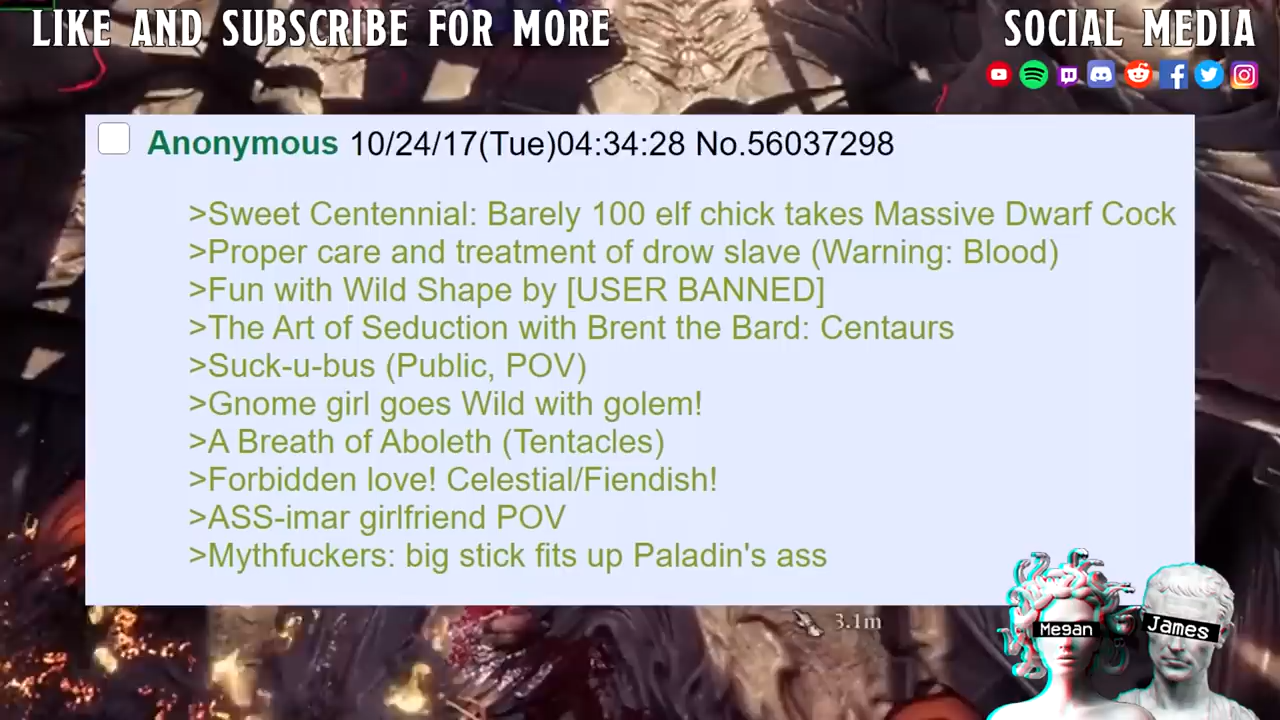 LIKE AND SUBSCRIBE FOR MORE
SOCIAL MEDIA
Anonymous 10/24/17(Tue)04:34:28 No.56037298
>Sweet Centennial: Barely 100 elf chick takes Massive Dwarf Cock
>Proper care and treatment of drow slave (Warning: Blood)
>Fun with Wild Shape by [USER BANNED]
>The Art of Seduction with Brent the Bard: Centaurs
>Suck-u-bus (Public, POV)
>Gnome girl goes Wild with golem!
>A Breath of Aboleth (Tentacles)
>Forbidden love! Celestial/Fiendish!
>ASS-imar girlfriend POV
>Mythfuckers: big stick fits up Paladin's ass
3.1m
Megan
James